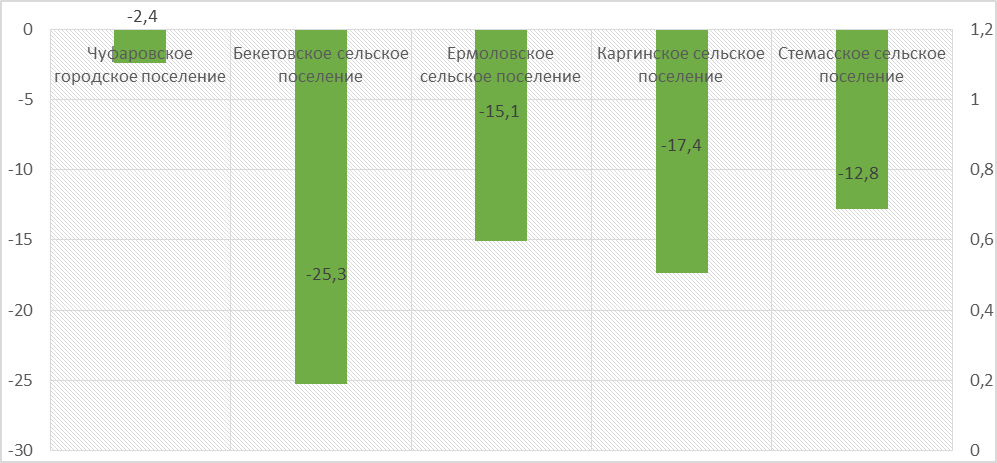 -2,4
0
-5
-10
-15
-20
-25
-30
Чуфаровское
городское поселение
Бекетовское сельское
поселение
Ермоловское
сельское поселение
Каргинское сельское
поселение
Стемасское сельское
поселение
-25,3
-15,1
-17,4
-12,8
1,2
1
0,8
0,6
0,4
0,2
0